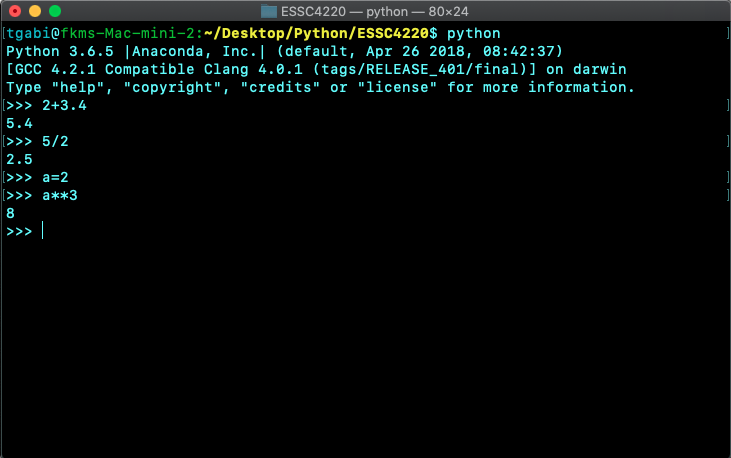 ESSC4220 — python — 80×24
[tgabi@fkms-Mac-mini-2:~/Desktop/Python/ESSC4220$ python ]
Python 3.6.5 |Anaconda, Inc.| (default, Apr 26 2018, 08:42:37)
[GCC 4.2.1 Compatible Clang 4.0.1 (tags/RELEASE_401/final)] on darwin
Type "help", "copyright", "credits" or "license" for more information.
[>>> 2+3.4 ]
5.4
[>>> 5/2 ]
2.5
[>>> a=2 ]
[>>> a**3 ]
8
>>>